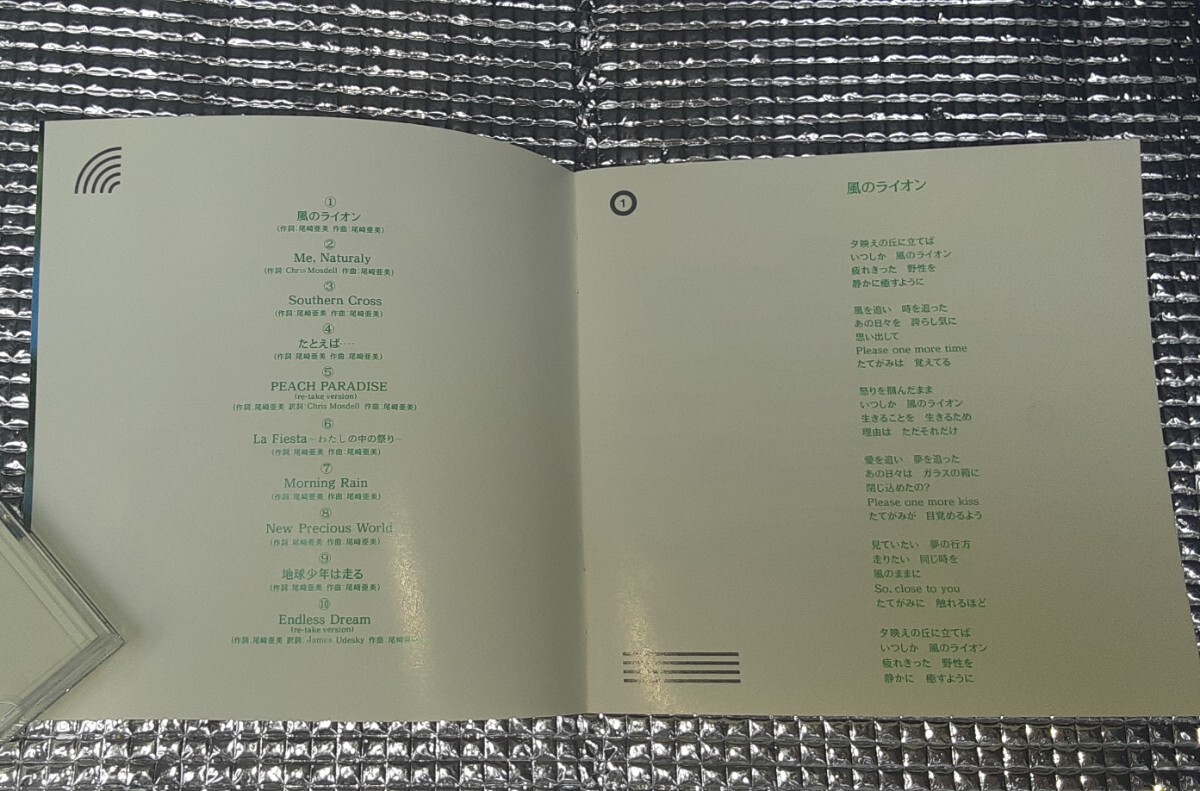 ①
風のライオン
(作詞:尾崎亜美 作曲:尾崎亜美)
②
Me, Naturaly
(作詞:Chris Mosdell 作曲:尾崎亜美)
③
Southern Cross
(作詞:尾崎亜美 作曲:尾崎亜美)
④
たとえば‥‥
(作詞:尾崎亜美 作曲:尾崎亜美)
⑤
PEACH PARADISE
(re-take version)
(作詞:尾崎亜美 訳詞:Chris Mosdell 作曲:尾崎亜美)
⑥
La Fiesta~わたしの中の祭り~
(作詞:尾崎亜美 作曲:尾崎亜美)
⑦
Morning Rain
(作詞:尾崎亜美 作曲:尾崎亜美)
⑧
New Precious World
(作詞:尾崎亜美 作曲:尾崎亜美)
⑨
地球少年は走る
(作詞:尾崎亜美 作曲:尾崎亜美)
⑩
Endless Dream
(re-take version)
(作詞:尾崎亜美 訳詞:James Udesky 作曲:尾崎亜美)
1
風のライオン
夕映えの丘に立てば
いつしか 風のライオン
疲れきった 野性を
静かに癒すように
風を追い 時を追った
あの日々を 誇らし気に
思い出して
Please one more time
たてがみは 覚えてる
怒りを掴んだまま
いつしか 風のライオン
生きることを 生きるため
理由は ただそれだけ
愛を追い 夢を追った
あの日々は ガラスの箱に
閉じ込めたの?
Please one more kiss
たてがみが 目覚めるよう
見ていたい 夢の行方
走りたい 同じ時を
風のままに
So, close to you
たてがみに 触れるほど
夕映えの丘に立てば
いつしか 風のライオン
疲れきった 野性を
静かに 癒すように